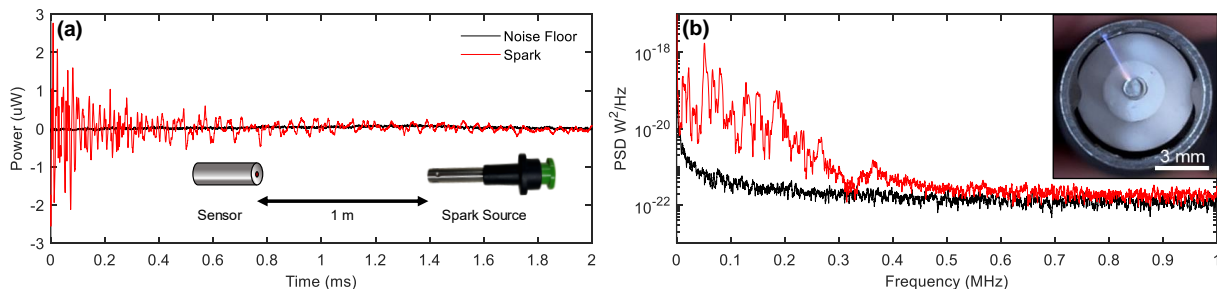 (a)
Noise Floor
Spark
Power (uW)
3
2
1
0
-1
-2
-3
Sensor
1 m
Spark Source
0
0.2
0.4
0.6
0.8
1
1.2
1.4
1.6
1.8
2
Time (ms)
(b)
PSD W²/Hz
10⁻¹⁸
10⁻²⁰
10⁻²²
3 mm
0
0.1
0.2
0.3
0.4
0.5
0.6
0.7
0.8
0.9
1
Frequency (MHz)